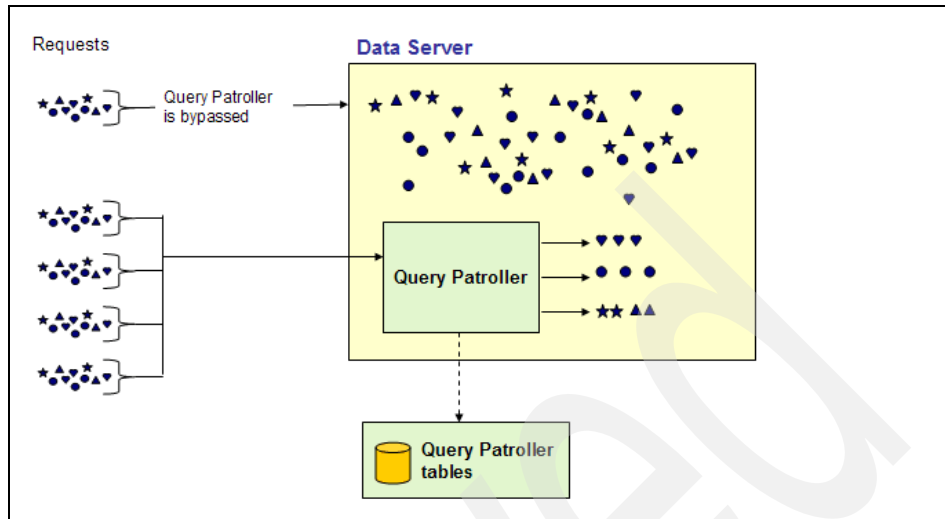 Requests
Data Server
Query Patroller
is bypassed
Query Patroller
Query Patroller
tables